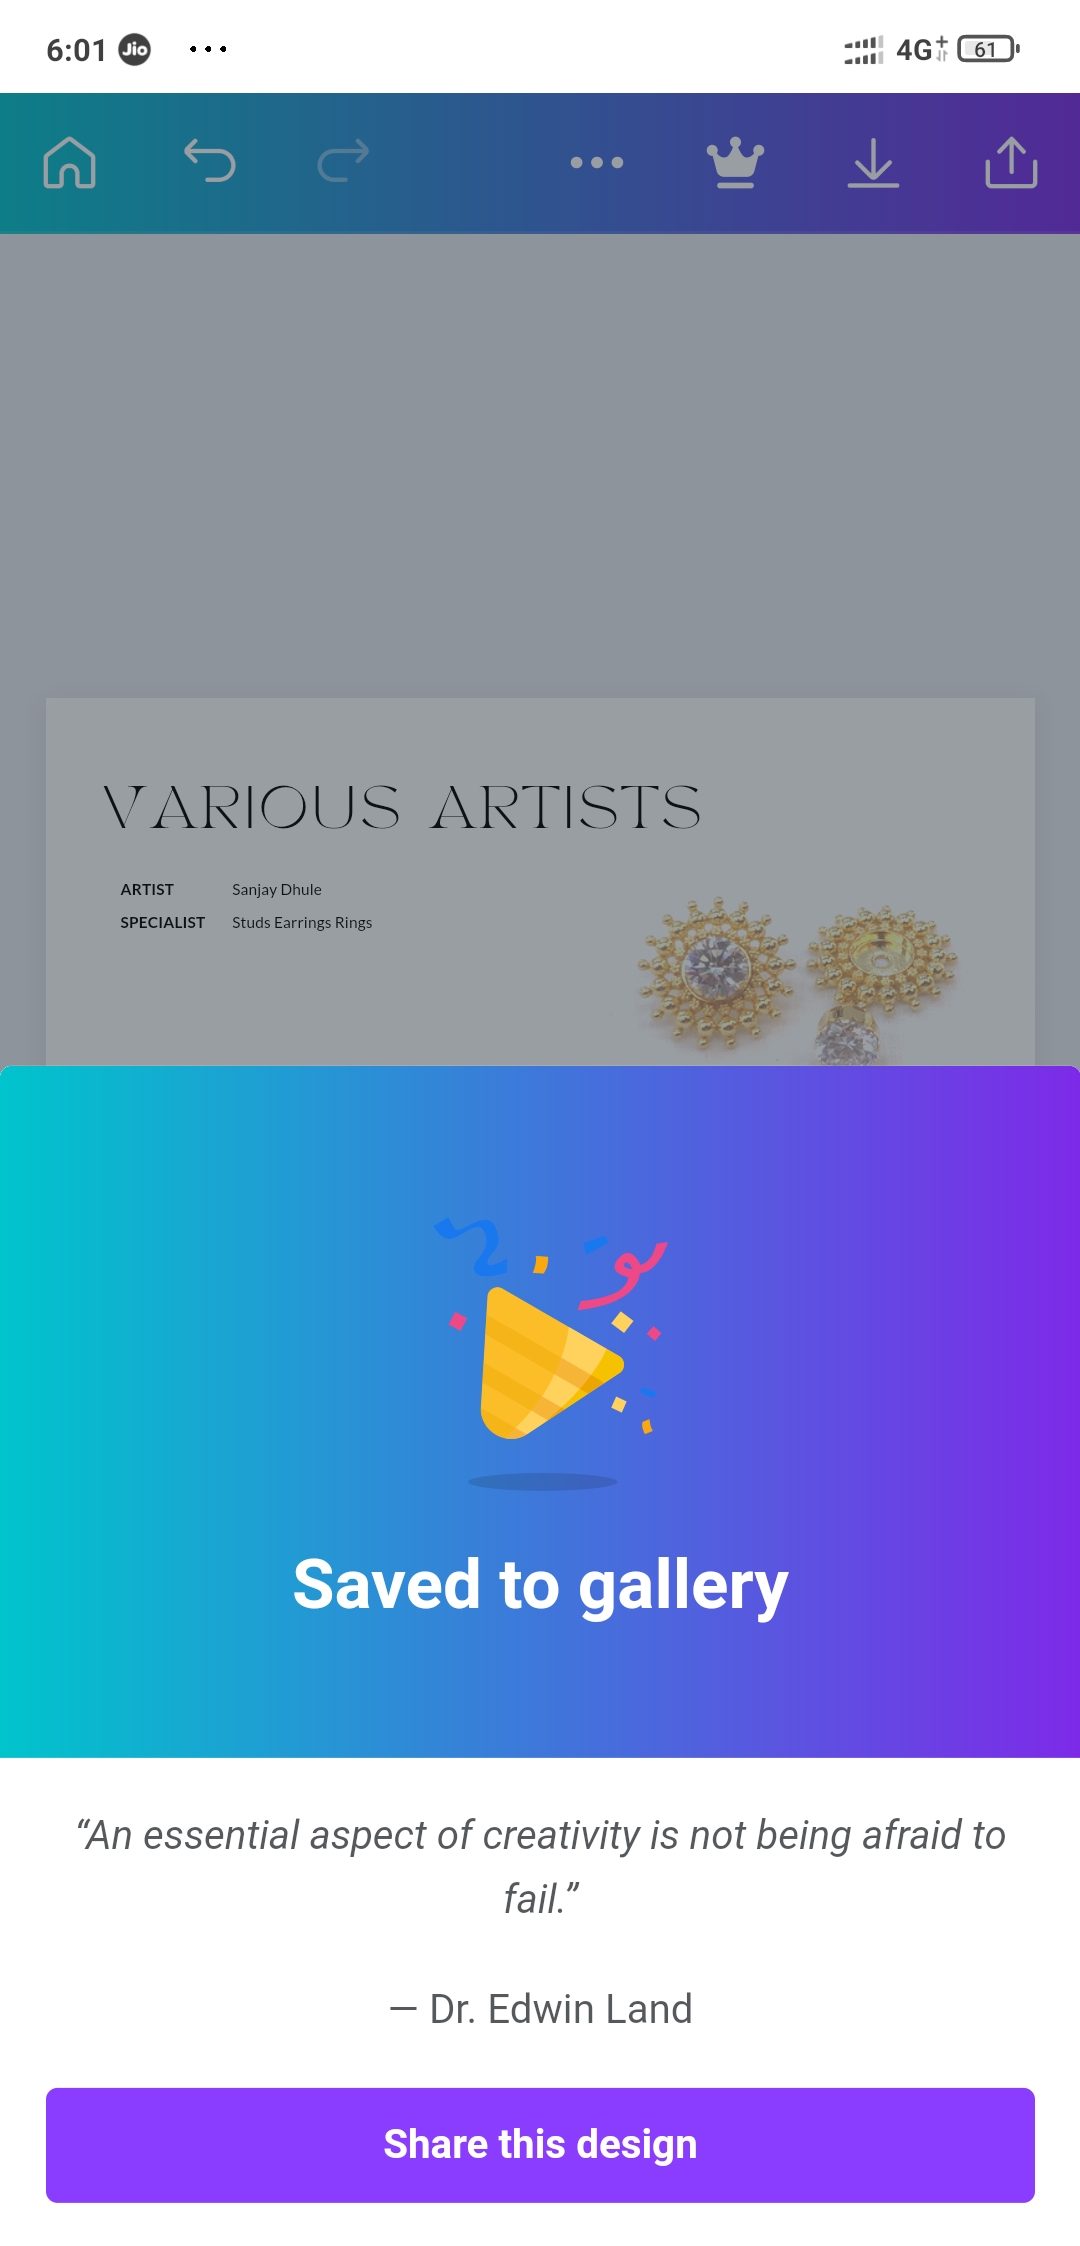 6:01 Jio ... 4G+ 61
VARIOUS ARTISTS
ARTIST Sanjay Dhule
SPECIALIST Studs Earrings Rings
Saved to gallery
“An essential aspect of creativity is not being afraid to
fail.”
— Dr. Edwin Land
Share this design